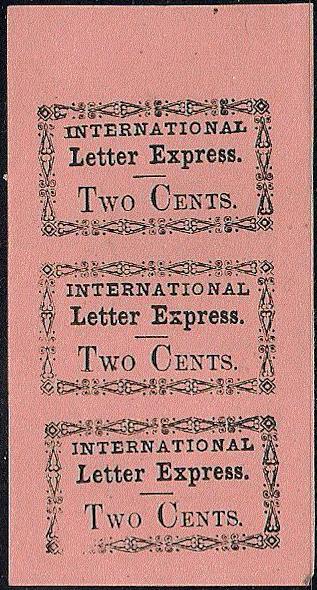 INTERNATIONAL
Letter Express.
Two Cents.
INTERNATIONAL
Letter Express.
Two Cents.
INTERNATIONAL
Letter Express.
Two Cents.